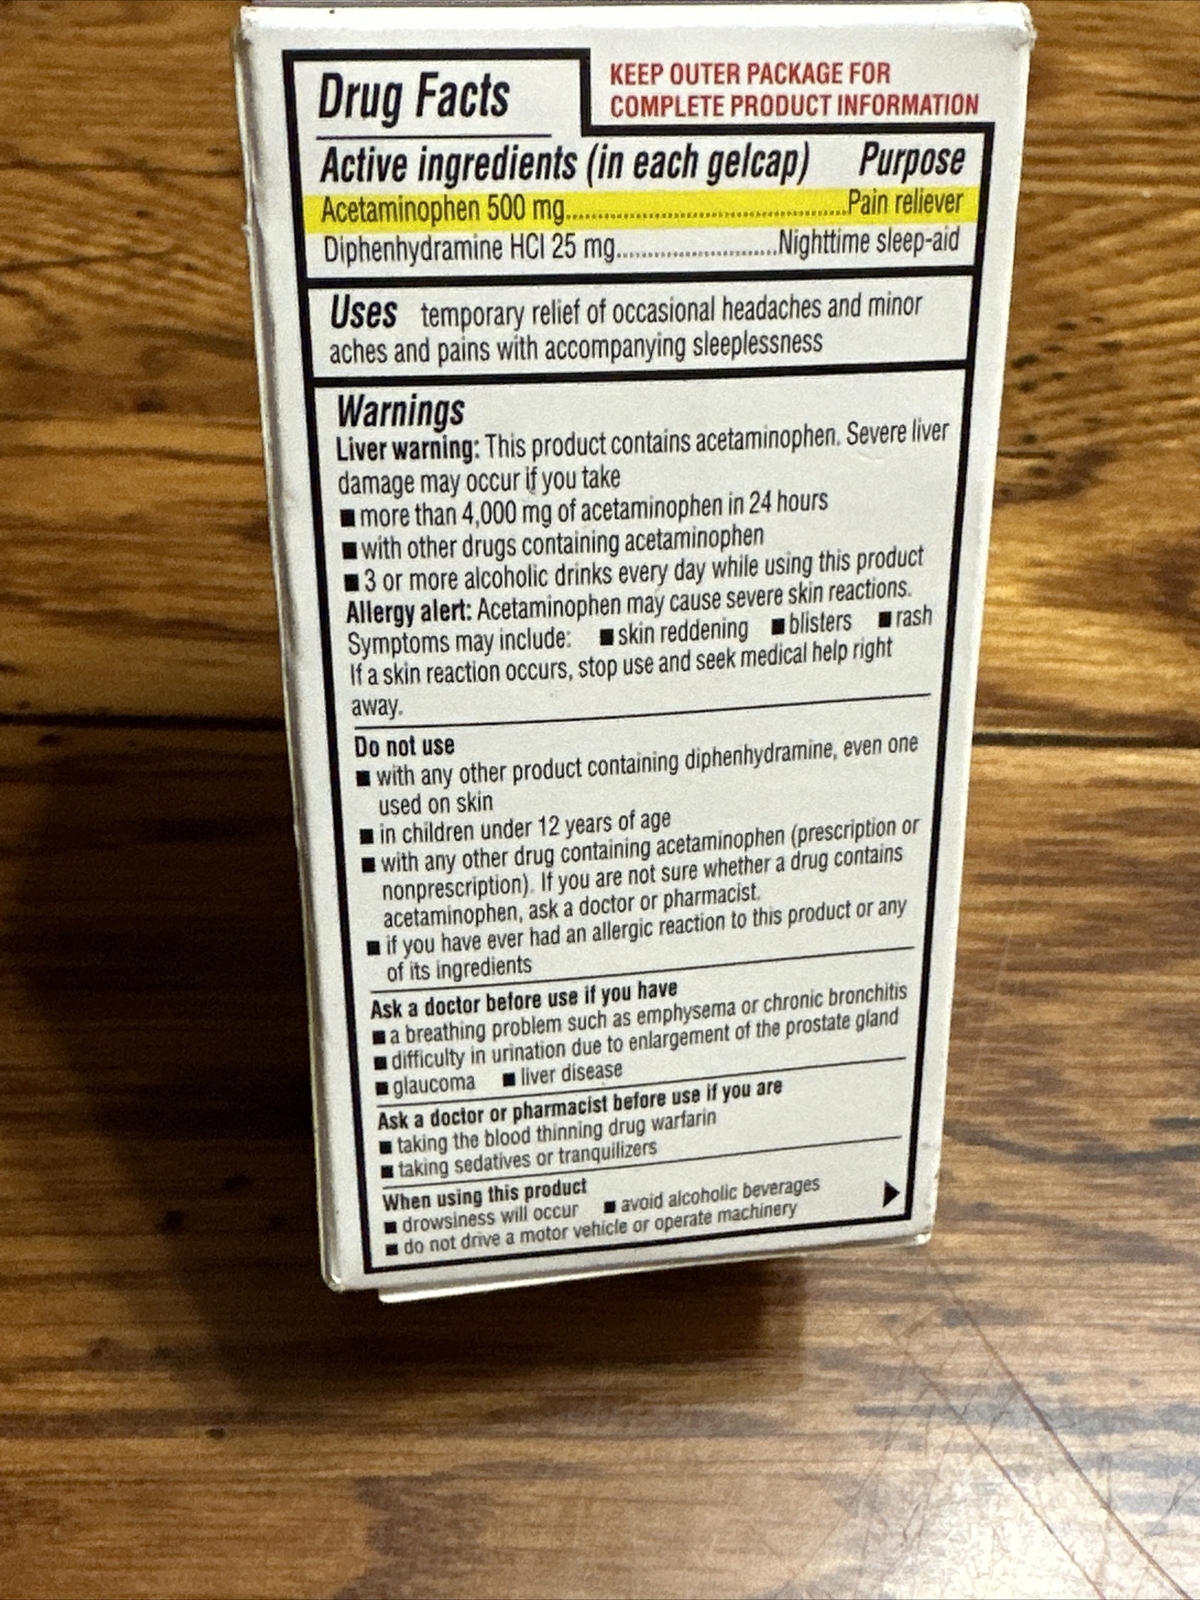 Drug Facts
KEEP OUTER PACKAGE FOR
COMPLETE PRODUCT INFORMATION
Active ingredients (in each gelcap) Purpose
Acetaminophen 500 mg..........................................................Pain reliever
Diphenhydramine HCl 25 mg........................Nighttime sleep-aid
Uses temporary relief of occasional headaches and minor
aches and pains with accompanying sleeplessness
Warnings
Liver warning: This product contains acetaminophen. Severe liver
damage may occur if you take
■ more than 4,000 mg of acetaminophen in 24 hours
■ with other drugs containing acetaminophen
■ 3 or more alcoholic drinks every day while using this product
Allergy alert: Acetaminophen may cause severe skin reactions.
Symptoms may include: ■ skin reddening ■ blisters ■ rash
If a skin reaction occurs, stop use and seek medical help right
away.
Do not use
■ with any other product containing diphenhydramine, even one
used on skin
■ in children under 12 years of age
■ with any other drug containing acetaminophen (prescription or
nonprescription). If you are not sure whether a drug contains
acetaminophen, ask a doctor or pharmacist.
■ if you have ever had an allergic reaction to this product or any
of its ingredients
Ask a doctor before use if you have
■ a breathing problem such as emphysema or chronic bronchitis
■ difficulty in urination due to enlargement of the prostate gland
■ glaucoma ■ liver disease
Ask a doctor or pharmacist before use if you are
■ taking the blood thinning drug warfarin
■ taking sedatives or tranquilizers
When using this product
■ drowsiness will occur ■ avoid alcoholic beverages
■ do not drive a motor vehicle or operate machinery